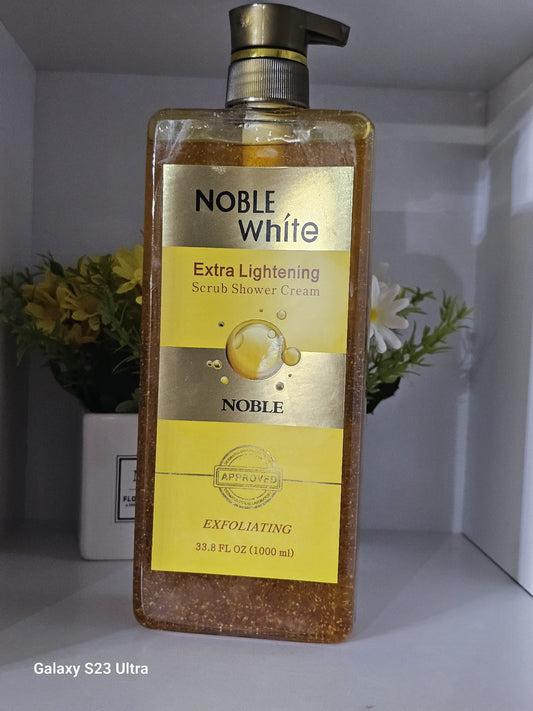 NOBLE
White
Extra Lightening
Scrub Shower Cream
NOBLE
APPROVED
EXFOLIATING
33.8 FL OZ (1000 ml)
Galaxy S23 Ultra